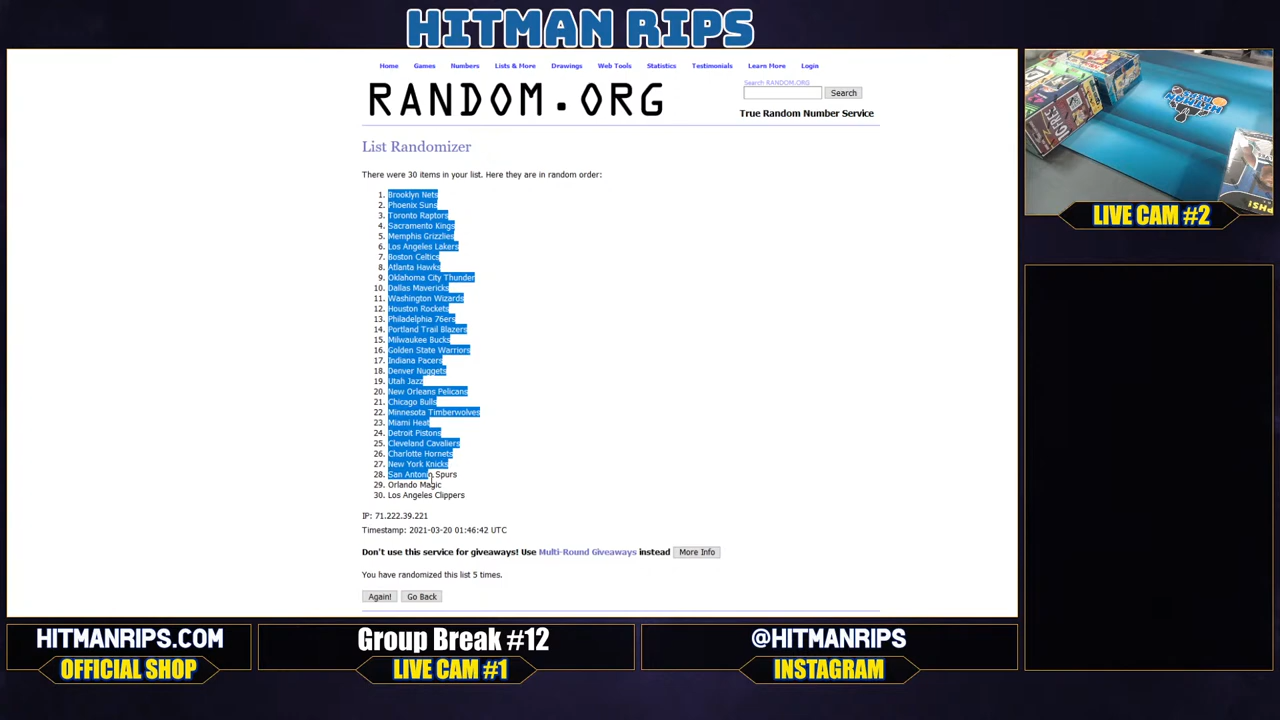 HITMAN RIPS
Home Games Numbers Lists & More Drawings Web Tools Statistics Testimonials Learn More Login
RANDOM.ORG
Search RANDOM.ORG
Search
True Random Number Service
List Randomizer
There were 30 items in your list. Here they are in random order:
1. Brooklyn Nets
2. Phoenix Suns
3. Toronto Raptors
4. Sacramento Kings
5. Memphis Grizzlies
6. Los Angeles Lakers
7. Boston Celtics
8. Atlanta Hawks
9. Oklahoma City Thunder
10. Dallas Mavericks
11. Washington Wizards
12. Houston Rockets
13. Philadelphia 76ers
14. Portland Trail Blazers
15. Milwaukee Bucks
16. Golden State Warriors
17. Indiana Pacers
18. Denver Nuggets
19. Utah Jazz
20. New Orleans Pelicans
21. Chicago Bulls
22. Minnesota Timberwolves
23. Miami Heat
24. Detroit Pistons
25. Cleveland Cavaliers
26. Charlotte Hornets
27. New York Knicks
28. San Antonio Spurs
29. Orlando Magic
30. Los Angeles Clippers
IP: 71.222.39.221
Timestamp: 2021-03-20 01:46:42 UTC
Don't use this service for giveaways! Use Multi-Round Giveaways instead More Info
You have randomized this list 5 times.
Again! Go Back
LIVE CAM #2
HITMANRIPS.COM
OFFICIAL SHOP
Group Break #12
LIVE CAM #1
@HITMANRIPS
INSTAGRAM